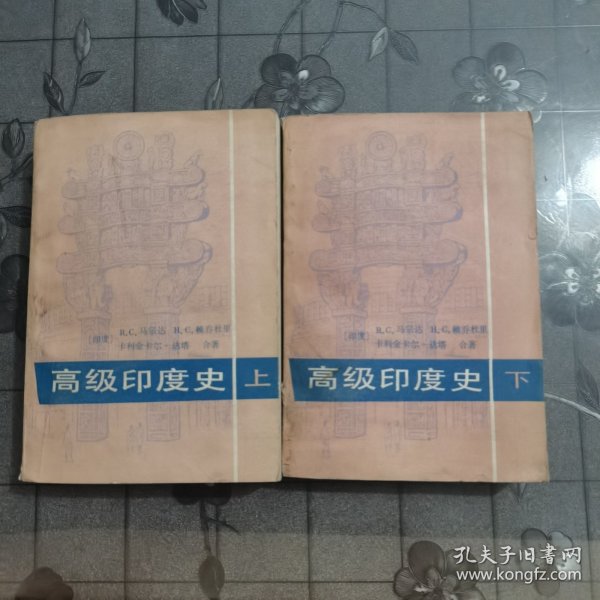 [印度] R.C.马宗达 H.C.赖乔杜里
卡利金卡尔-达塔 合著
高级印度史 上
[印度] R.C.马宗达 H.C.赖乔杜里
卡利金卡尔-达塔 合著
高级印度史 下
孔夫子旧书网
www.kongfz.com